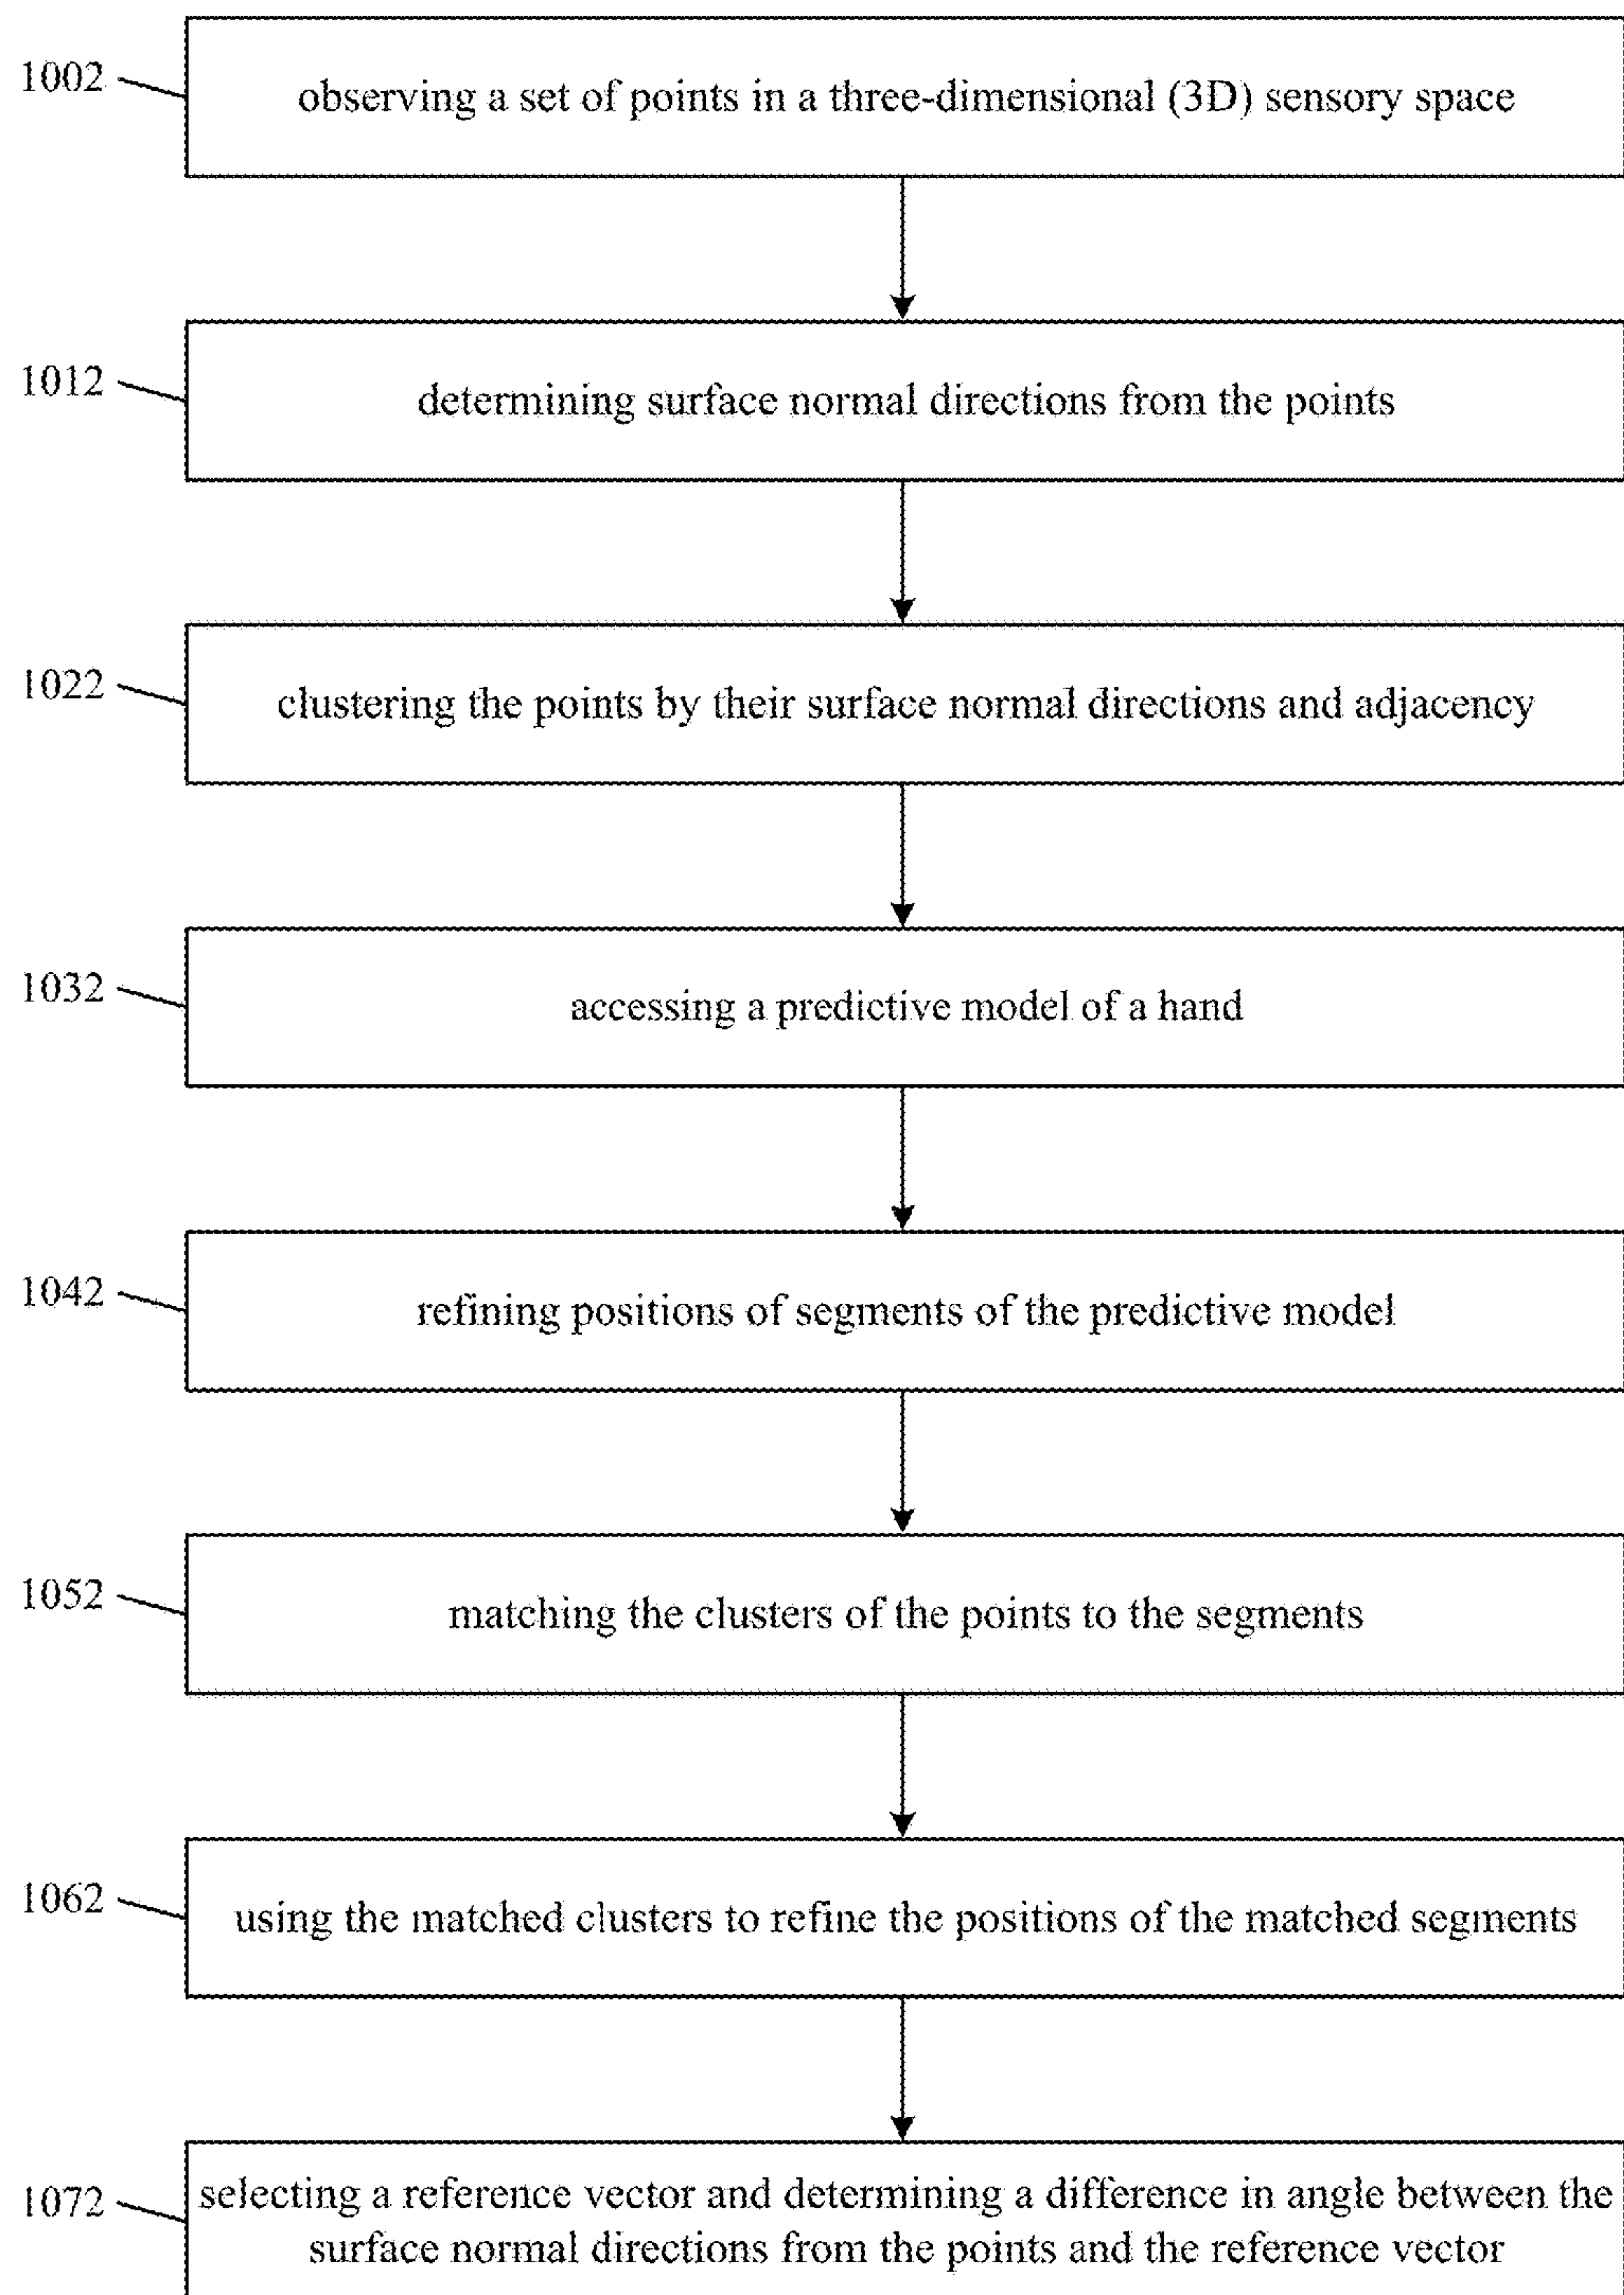 1002
observing a set of points in a three-dimensional (3D) sensory space
1012
determining surface normal directions from the points
1022
clustering the points by their surface normal directions and adjacency
1032
accessing a predictive model of a hand
1042
refining positions of segments of the predictive model
1052
matching the clusters of the points to the segments
1062
using the matched clusters to refine the positions of the matched segments
1072
selecting a reference vector and determining a difference in angle between the
surface normal directions from the points and the reference vector